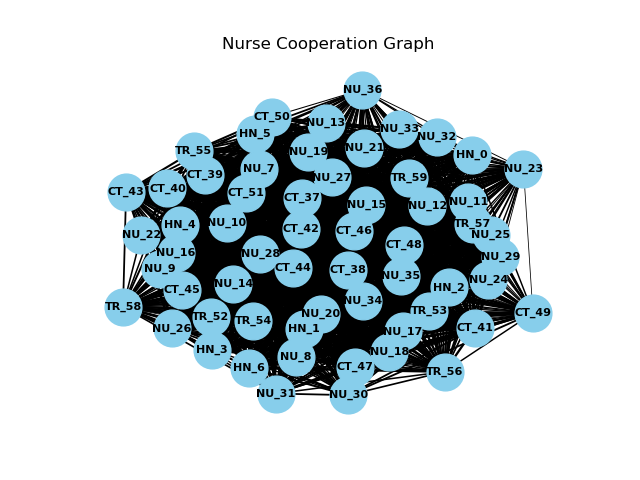 Nurse Cooperation Graph
NU_36
CT_50
NU_13
HN_5
NU_33
NU_32
TR_55
NU_19
NU_21
HN_0
NU_7
NU_23
CT_39
NU_27
TR_59
CT_43
CT_40
CT_51
CT_37
NU_15
NU_12
NU_11
HN_4
NU_10
TR_57
NU_22
CT_42
CT_46
NU_25
CT_48
NU_16
NU_28
NU_29
NU_9
CT_44
CT_38
NU_35
CT_45
NU_14
HN_2
NU_24
TR_58
NU_34
TR_52
TR_54
NU_20
TR_53
CT_49
NU_26
HN_1
NU_17
CT_41
HN_3
NU_8
NU_18
HN_6
CT_47
TR_56
NU_31
NU_30